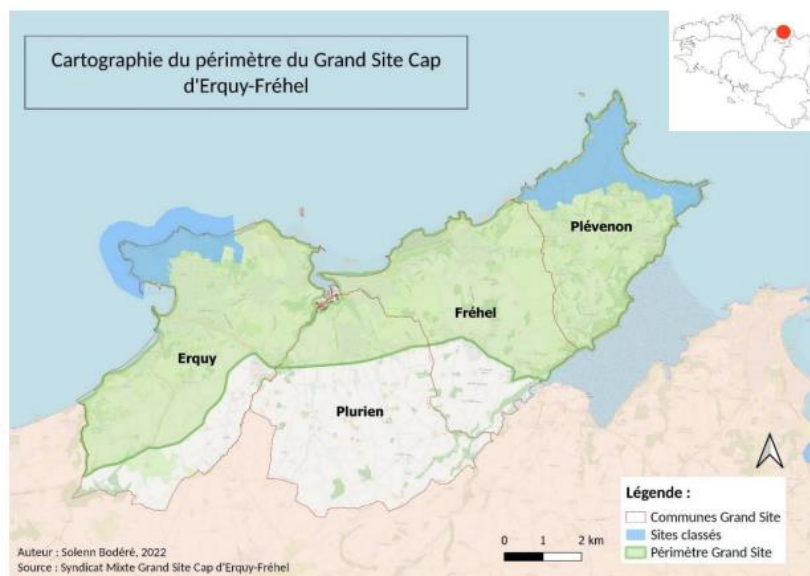 Cartographie du périmètre du Grand Site Cap
d'Erquy-Fréhel
Plévenon
Fréhel
Erquy
Plurien
Légende :
Communes Grand Site
Sites classés
Périmètre Grand Site
0 1 2 km
Auteur : Solenn Bodéré, 2022
Source : Syndicat Mixte Grand Site Cap d'Erquy-Fréhel